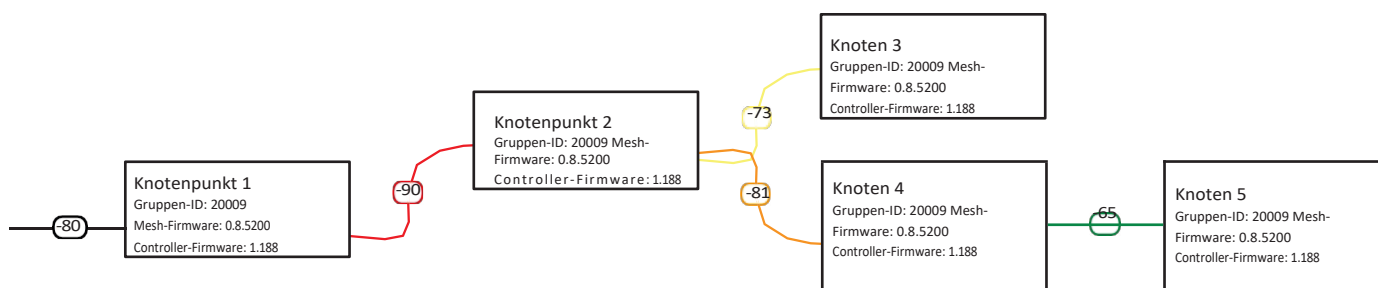 -80
Knotenpunkt 1
Gruppen-ID: 20009
Mesh-Firmware: 0.8.5200
Controller-Firmware: 1.188
-90
Knotenpunkt 2
Gruppen-ID: 20009 Mesh-
Firmware: 0.8.5200
Controller-Firmware: 1.188
-73
Knoten 3
Gruppen-ID: 20009 Mesh-
Firmware: 0.8.5200
Controller-Firmware: 1.188
-81
Knoten 4
Gruppen-ID: 20009 Mesh-
Firmware: 0.8.5200
Controller-Firmware: 1.188
-65
Knoten 5
Gruppen-ID: 20009 Mesh-
Firmware: 0.8.5200
Controller-Firmware: 1.188